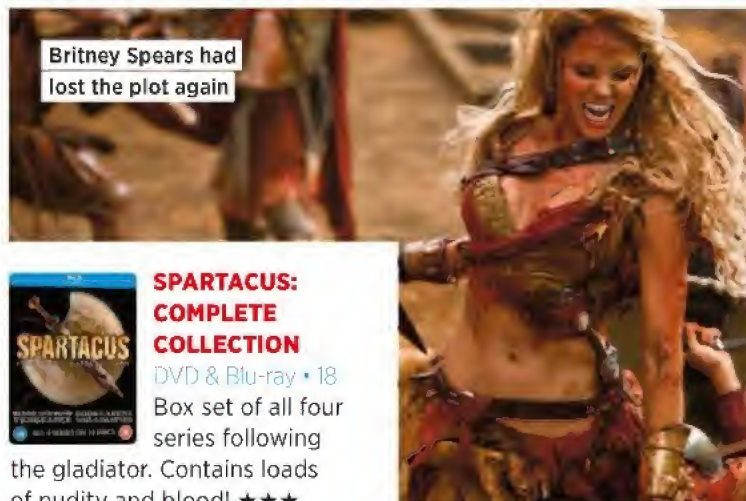 Britney Spears had
lost the plot again
SPARTACUS
SPARTACUS:
COMPLETE
COLLECTION
DVD & Blu-ray • 18
Box set of all four
series following
the gladiator. Contains loads
of nudity and blood! ★★★